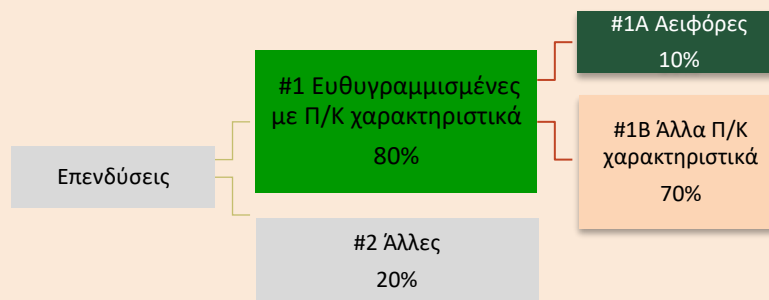 Επενδύσεις
#1 Ευθυγραμμισμένες
με Π/Κ χαρακτηριστικά
80%
#2 Άλλες
20%
#1Α Αειφόρες
10%
#1Β Άλλα Π/Κ
χαρακτηριστικά
70%